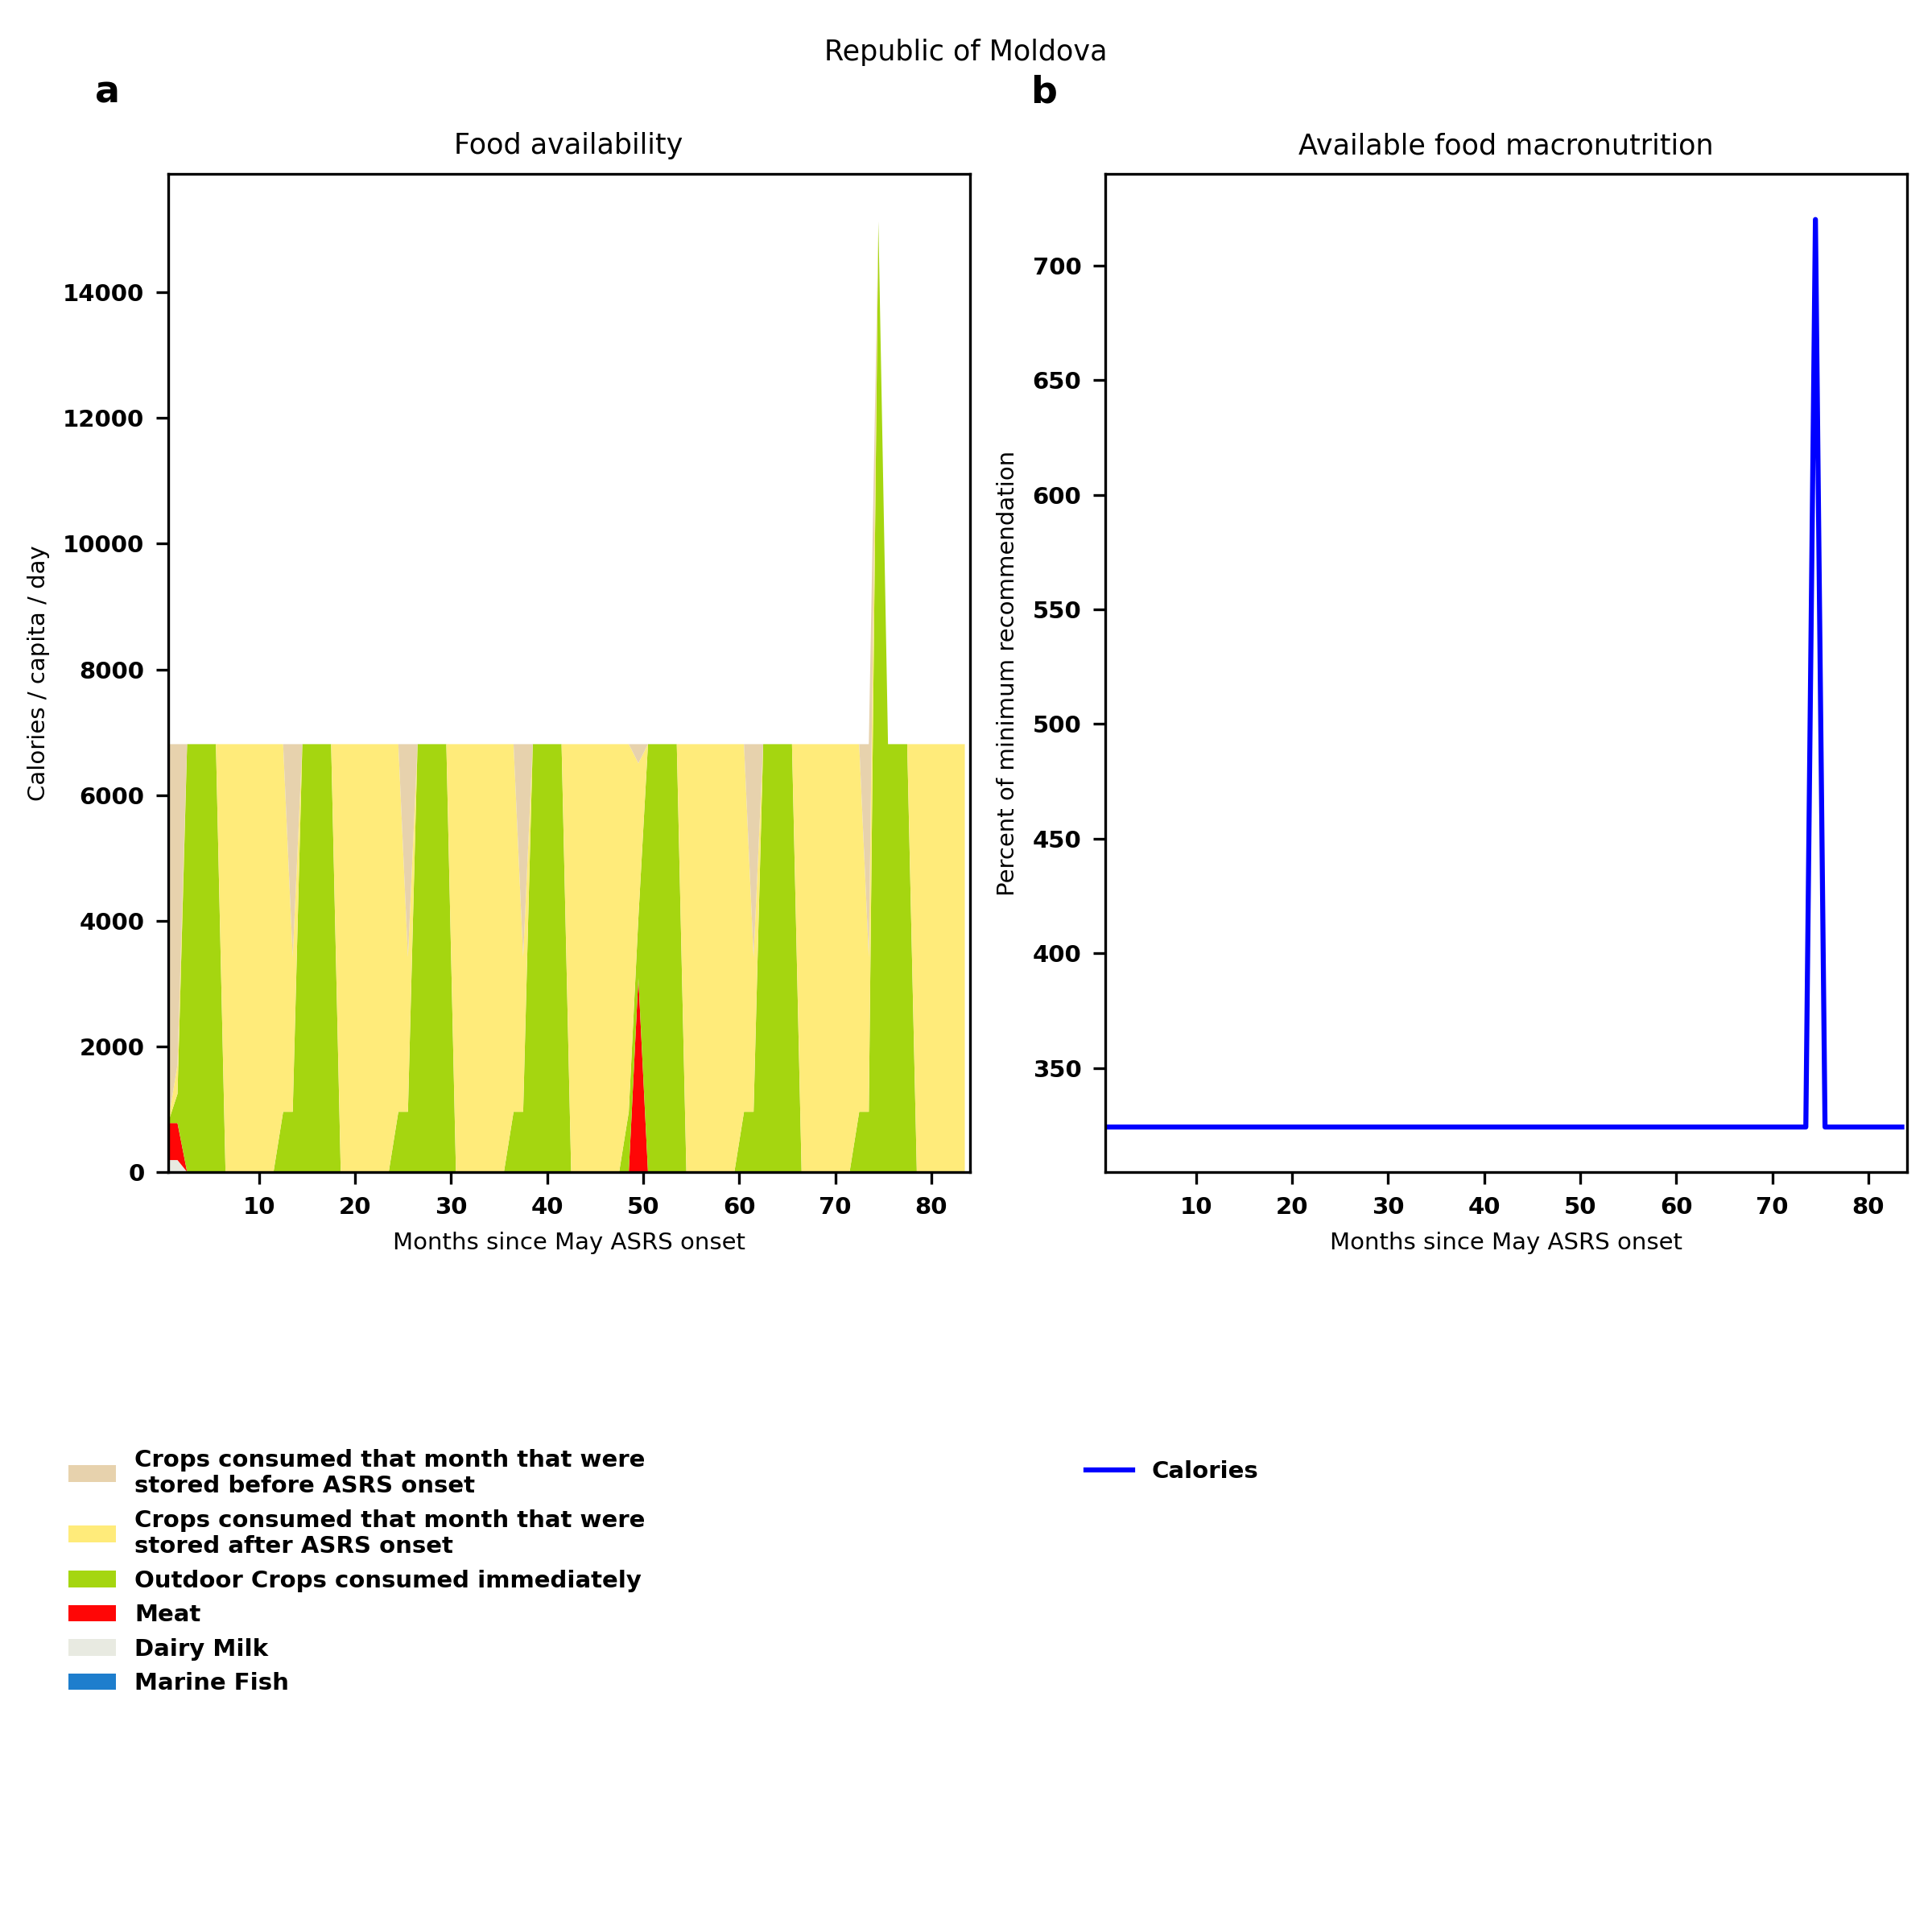 Republic of Moldova
a
Food availability
Calories / capita / day
14000
12000
10000
8000
6000
4000
2000
0
10 20 30 40 50 60 70 80
Months since May ASRS onset
b
Available food macronutrition
Percent of minimum recommendation
700
650
600
550
500
450
400
350
10 20 30 40 50 60 70 80
Months since May ASRS onset
Crops consumed that month that were
stored before ASRS onset
Crops consumed that month that were
stored after ASRS onset
Outdoor Crops consumed immediately
Meat
Dairy Milk
Marine Fish
Calories